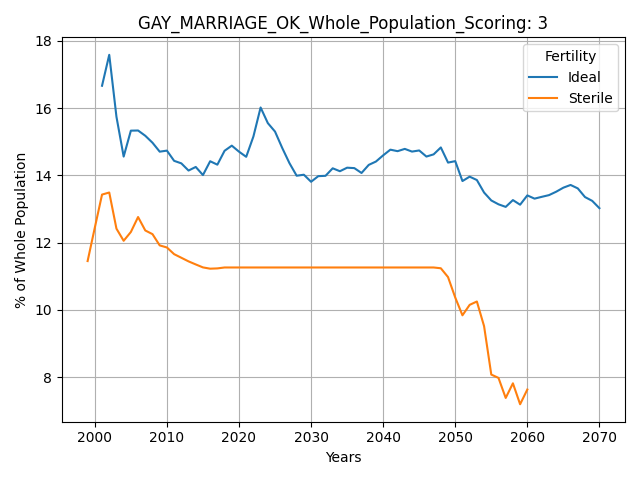 GAY_MARRIAGE_OK_Whole_Population_Scoring: 3
18
16
14
12
10
8
% of Whole Population
Fertility
Ideal
Sterile
2000 2010 2020 2030 2040 2050 2060 2070
Years